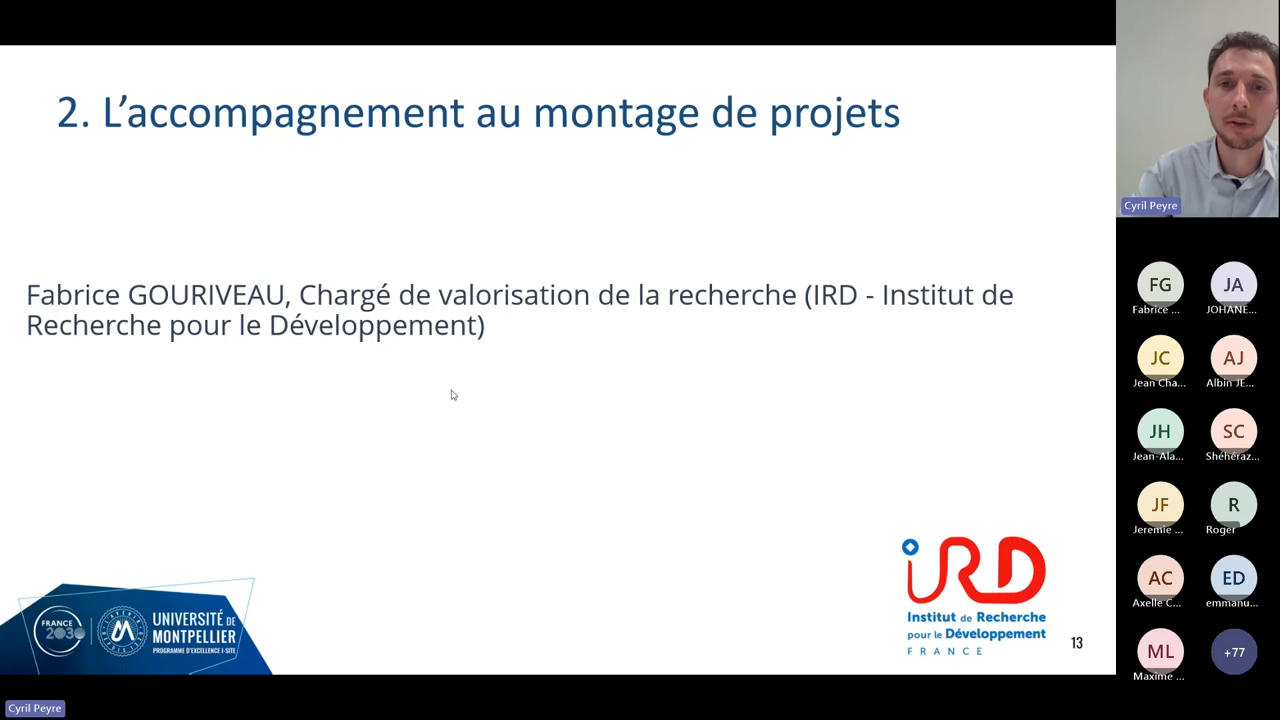 2. L’accompagnement au montage de projets
Fabrice GOURIVEAU, Chargé de valorisation de la recherche (IRD - Institut de
Recherche pour le Développement)
FRANCE
2030
UNIVERSITÉ DE
MONTPELLIER
PROGRAMME D'EXCELLENCE I-SITE
iRD
Institut de Recherche
pour le Développement
FRANCE
13
Cyril Peyre
FG
Fabrice ...
JA
JOHANE...
JC
Jean Cha...
AJ
Albin JE...
JH
Jean-Ala...
SC
Shéhéraz...
JF
Jeremie ...
R
Roger
AC
Axelle C...
ED
emmanu...
ML
Maxime ...
+77
Cyril Peyre